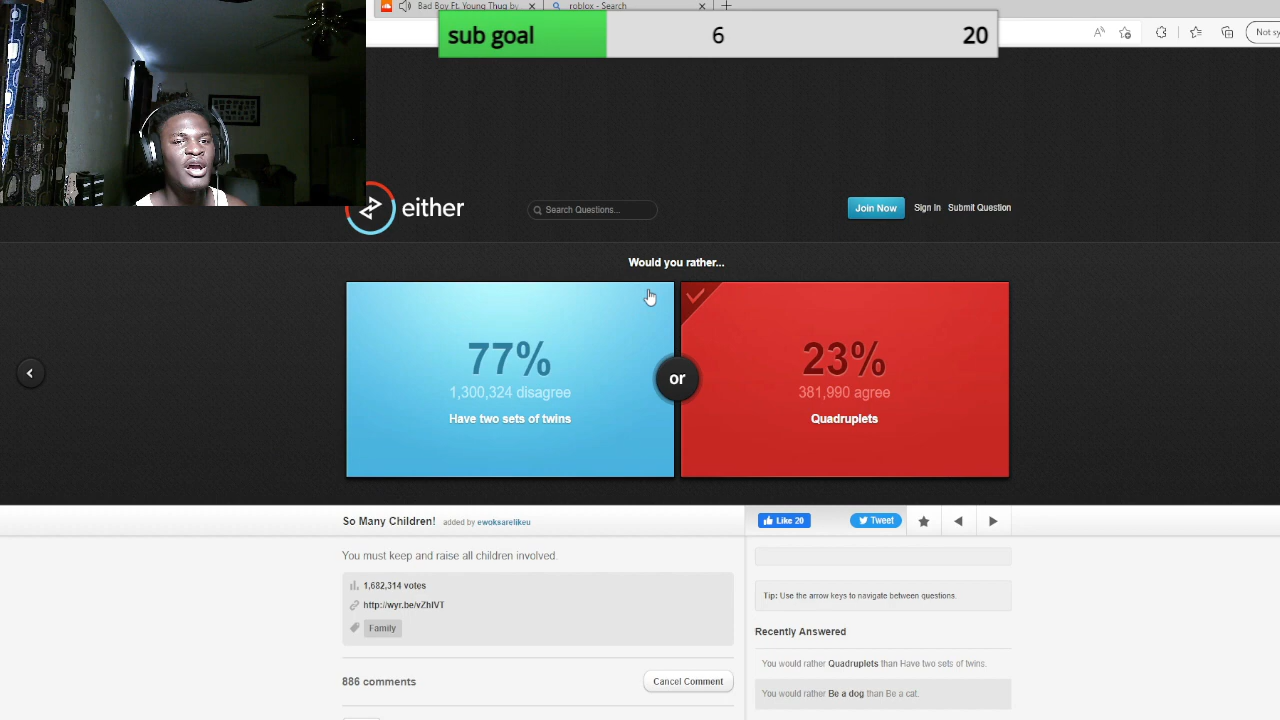 Bad Boy Ft. Young Thug by
roblox - Search
sub goal 6 20
Not sy
either
Search Questions...
Join Now Sign In Submit Question
Would you rather...
77%
1,300,324 disagree
Have two sets of twins
or
23%
381,990 agree
Quadruplets
So Many Children! added by ewoksarelikeu
Like 20
Tweet
You must keep and raise all children involved.
1,682,314 votes
http://wyr.be/vZhIVT
Family
886 comments
Cancel Comment
Tip: Use the arrow keys to navigate between questions.
Recently Answered
You would rather Quadruplets than Have two sets of twins.
You would rather Be a dog than Be a cat.